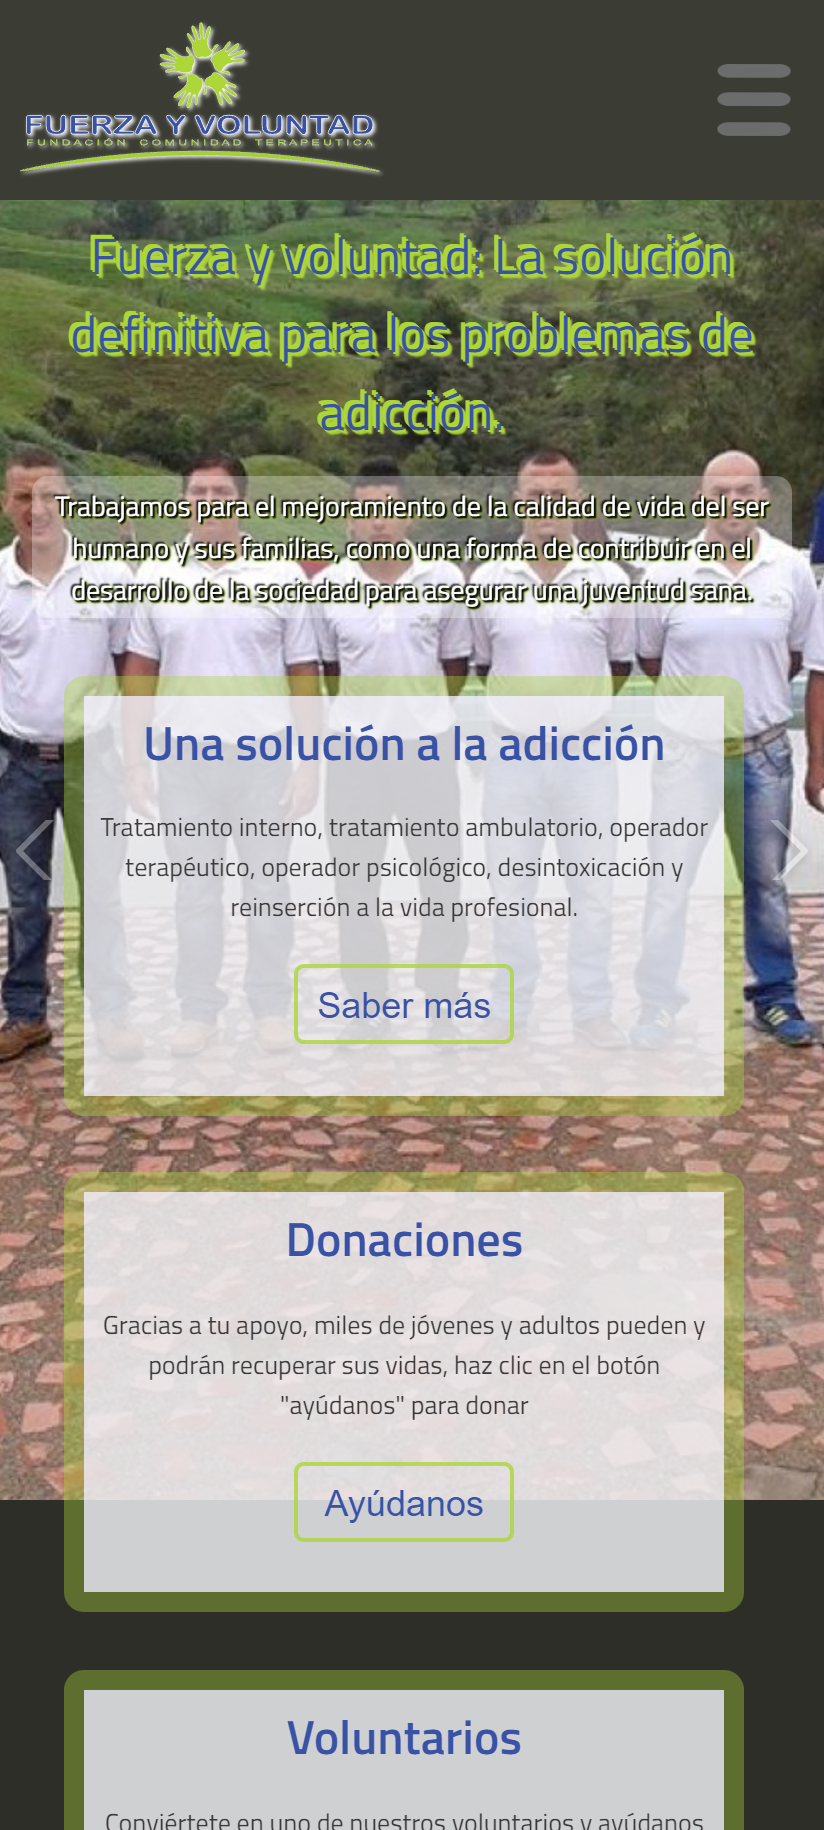 FUERZA Y VOLUNTAD
FUNDACIÓN COMUNIDAD TERAPEUTICA
Fuerza y voluntad: La solución
definitiva para los problemas de
adicción.
Trabajamos para el mejoramiento de la calidad de vida del ser
humano y sus familias, como una forma de contribuir en el
desarrollo de la sociedad para asegurar una juventud sana.
Una solución a la adicción
Tratamiento interno, tratamiento ambulatorio, operador
terapéutico, operador psicológico, desintoxicación y
reinserción a la vida profesional.
Saber más
Donaciones
Gracias a tu apoyo, miles de jóvenes y adultos pueden y
podrán recuperar sus vidas, haz clic en el botón
"ayúdanos" para donar
Ayúdanos
Voluntarios
Conviértete en uno de nuestros voluntarios y ayúdanos